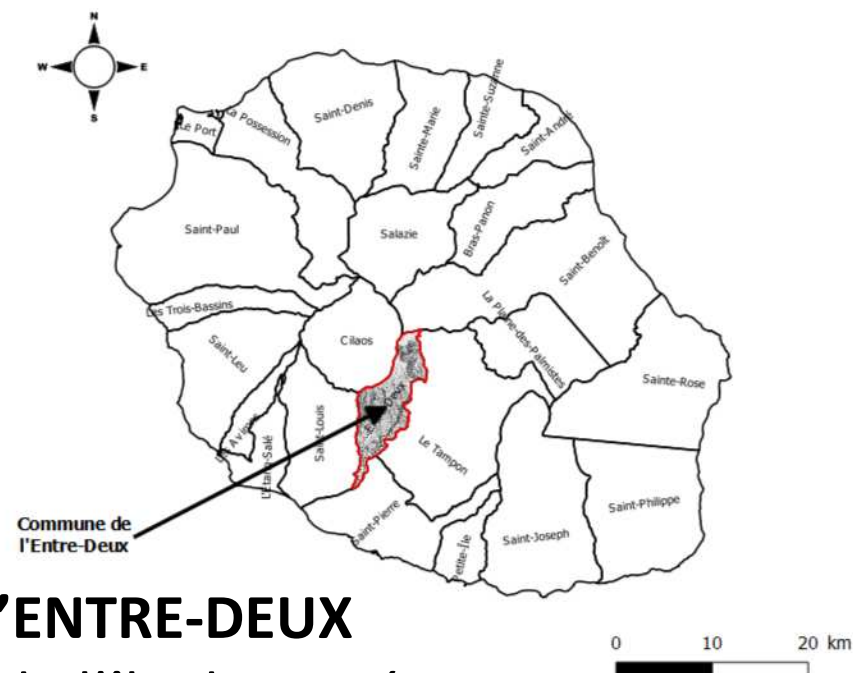 N
W E
S
Saint-Denis
Sainte-Marie
Sainte-Suzanne
Saint-André
La Possession
Le Port
Saint-Paul
Salazie
Bras-Panon
Saint-Benoît
Les Trois-Bassins
Cilaos
La Plaine-des-Palmistes
Saint-Leu
Sainte-Rose
Deux
Saint-Louis
Le Tampon
L'Étang-Salé
Saint-Pierre
Petite-Île
Saint-Joseph
Saint-Philippe
Commune de
l'Entre-Deux
'ENTRE-DEUX
0 10 20 km